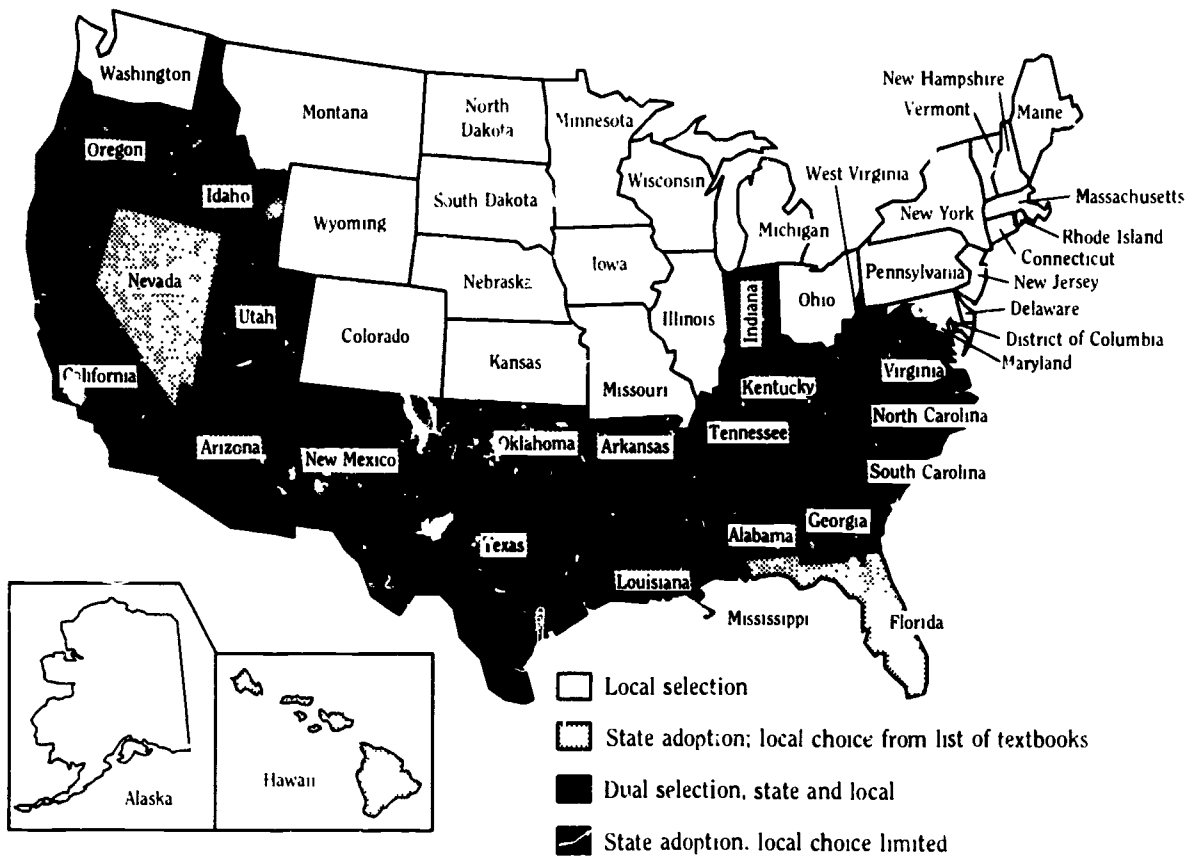 Washington
Montana
North
Dakota
Minnesota
New Hampshire
Vermont
Maine
Oregon
Idaho
Wyoming
South Dakota
Wisconsin
Michigan
West Virginia
New York
Massachusetts
Rhode Island
Connecticut
New Jersey
Delaware
District of Columbia
Maryland
Pennsylvania
Nevada
Utah
Colorado
Nebraska
Iowa
Illinois
Indiana
Ohio
Kansas
Missouri
Kentucky
Virginia
California
Arizona
New Mexico
Oklahoma
Arkansas
Tennessee
North Carolina
South Carolina
Texas
Louisiana
Alabama
Georgia
Mississippi
Florida
Alaska
Hawaii
Local selection
State adoption; local choice from list of textbooks
Dual selection, state and local
State adoption. local choice limited